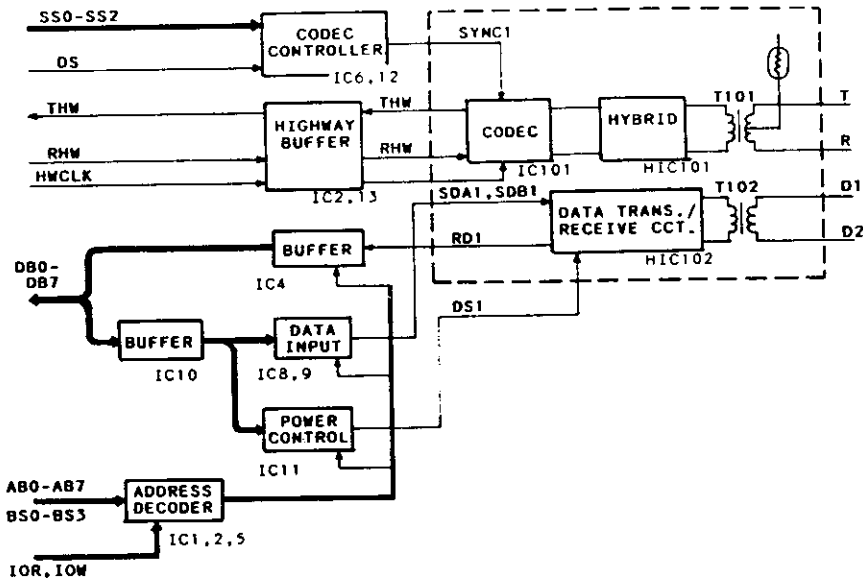 SS0-SS2
DS
CODEC
CONTROLLER
IC6,12
SYNC1
THW
RHW
HWCLK
HIGHWAY
BUFFER
IC2,13
THW
RHW
CODEC
IC101
HYBRID
HIC101
T101
T
R
SDA1,SDB1
DATA TRANS./
RECEIVE CCT.
HIC102
T102
D1
D2
BUFFER
IC4
RD1
DB0-
DB7
BUFFER
IC10
DATA
INPUT
IC8,9
DS1
POWER
CONTROL
IC11
AB0-AB7
BS0-BS3
ADDRESS
DECODER
IC1,2,5
IOR,IOW